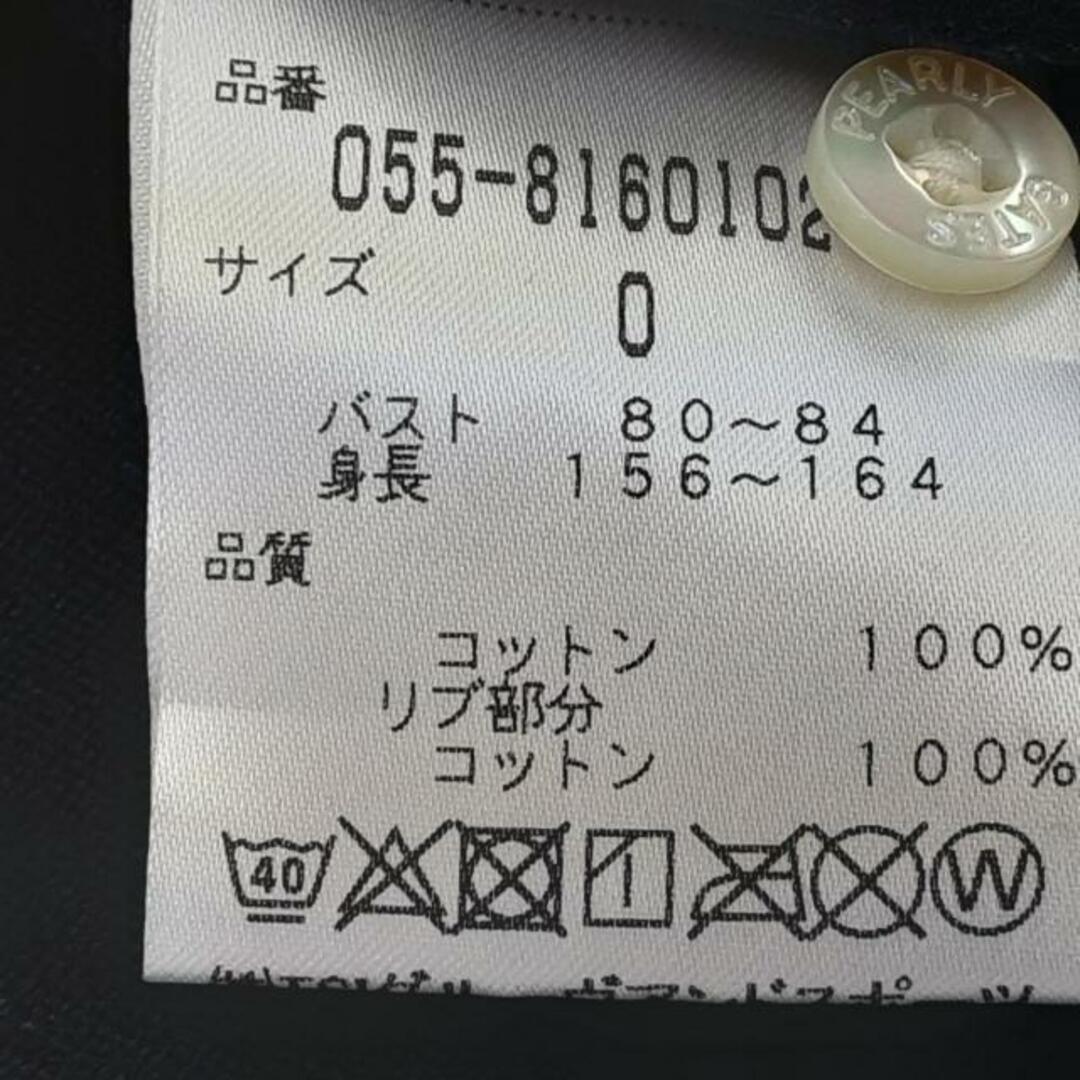 品番
055-8160102
PEARLY
GATES
サイズ
0
バスト 80~84
身長 156~164
品質
コットン 100%
リブ部分
コットン 100%
40
W